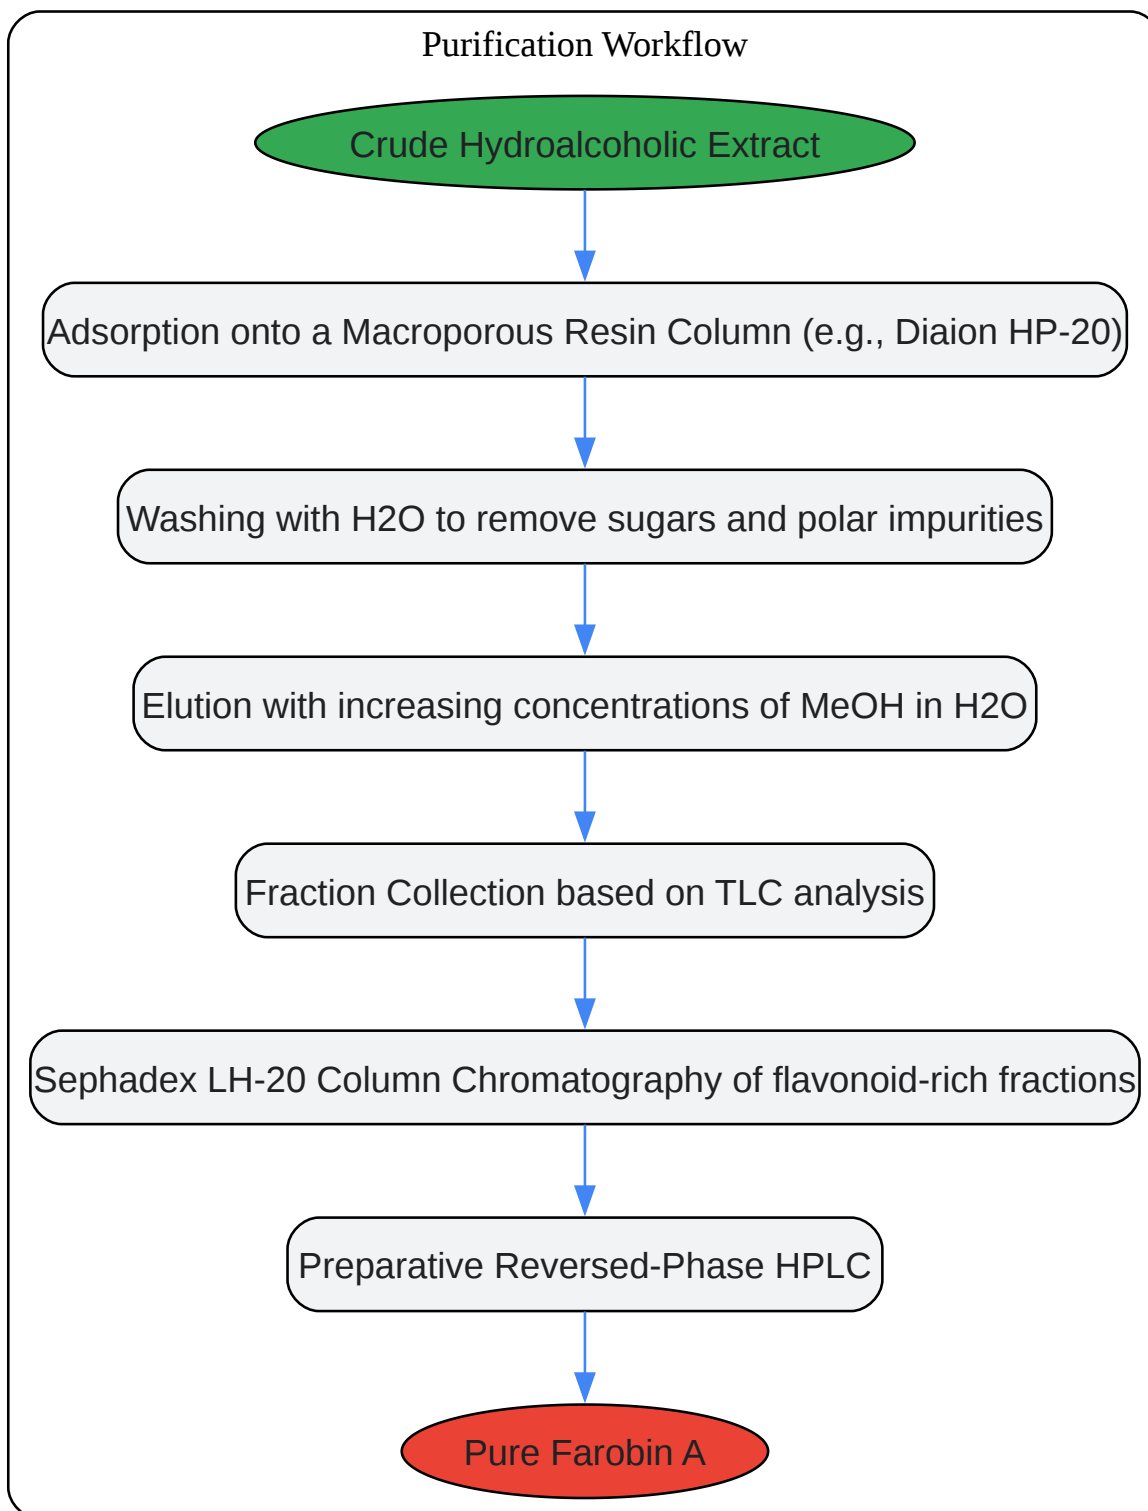 Purification Workflow
Crude Hydroalcoholic Extract
Adsorption onto a Macroporous Resin Column (e.g., Diaion HP-20)
Washing with H2O to remove sugars and polar impurities
Elution with increasing concentrations of MeOH in H2O
Fraction Collection based on TLC analysis
Sephadex LH-20 Column Chromatography of flavonoid-rich fractions
Preparative Reversed-Phase HPLC
Pure Farobin A